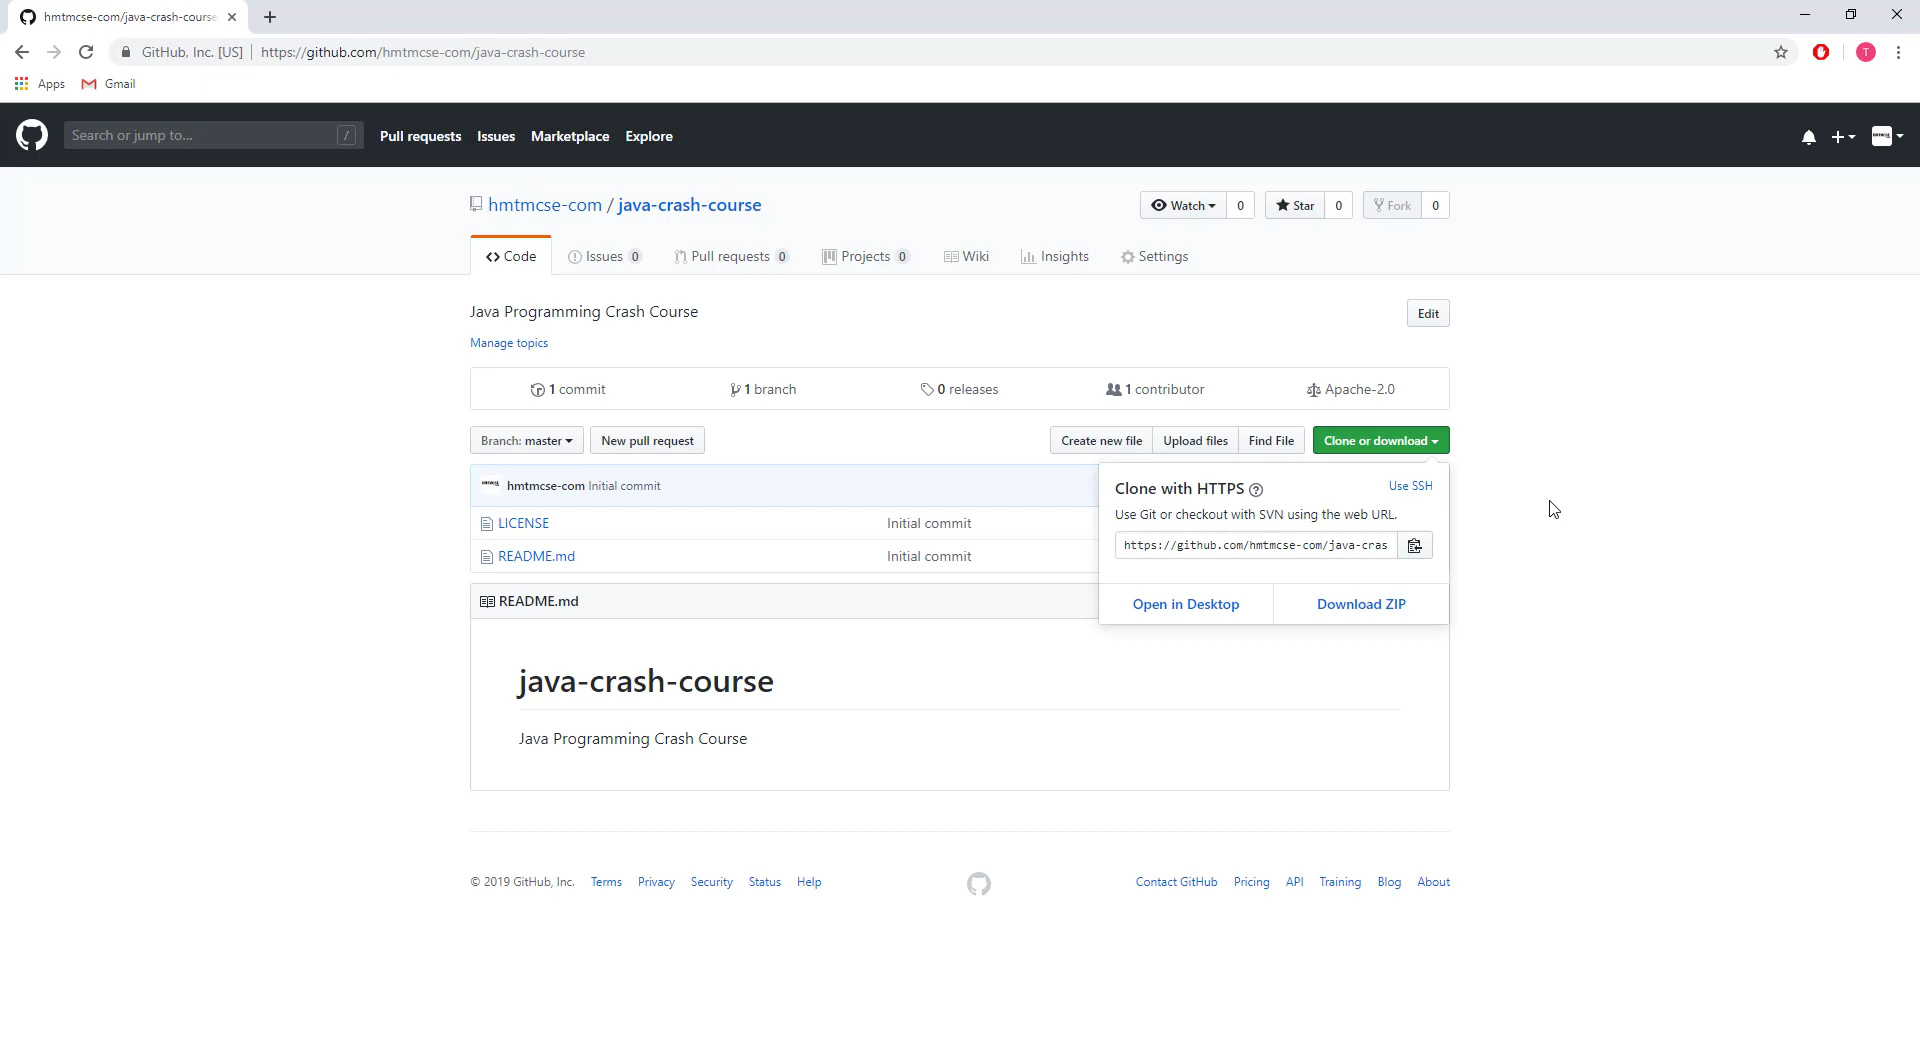 hmtmcse-com/java-crash-course
GitHub, Inc. [US] https://github.com/hmtmcse-com/java-crash-course
T
Apps Gmail
Search or jump to... / Pull requests Issues Marketplace Explore
hmtmcse-com / java-crash-course Watch 0 Star 0 Fork 0
Code Issues 0 Pull requests 0 Projects 0 Wiki Insights Settings
Java Programming Crash Course Edit
Manage topics
1 commit 1 branch 0 releases 1 contributor Apache-2.0
Branch: master New pull request Create new file Upload files Find File Clone or download
hmtmcse-com Initial commit
LICENSE Initial commit
README.md Initial commit
Clone with HTTPS ? Use SSH
Use Git or checkout with SVN using the web URL.
https://github.com/hmtmcse-com/java-cras
Open in Desktop Download ZIP
README.md
java-crash-course
Java Programming Crash Course
© 2019 GitHub, Inc. Terms Privacy Security Status Help Contact GitHub Pricing API Training Blog About